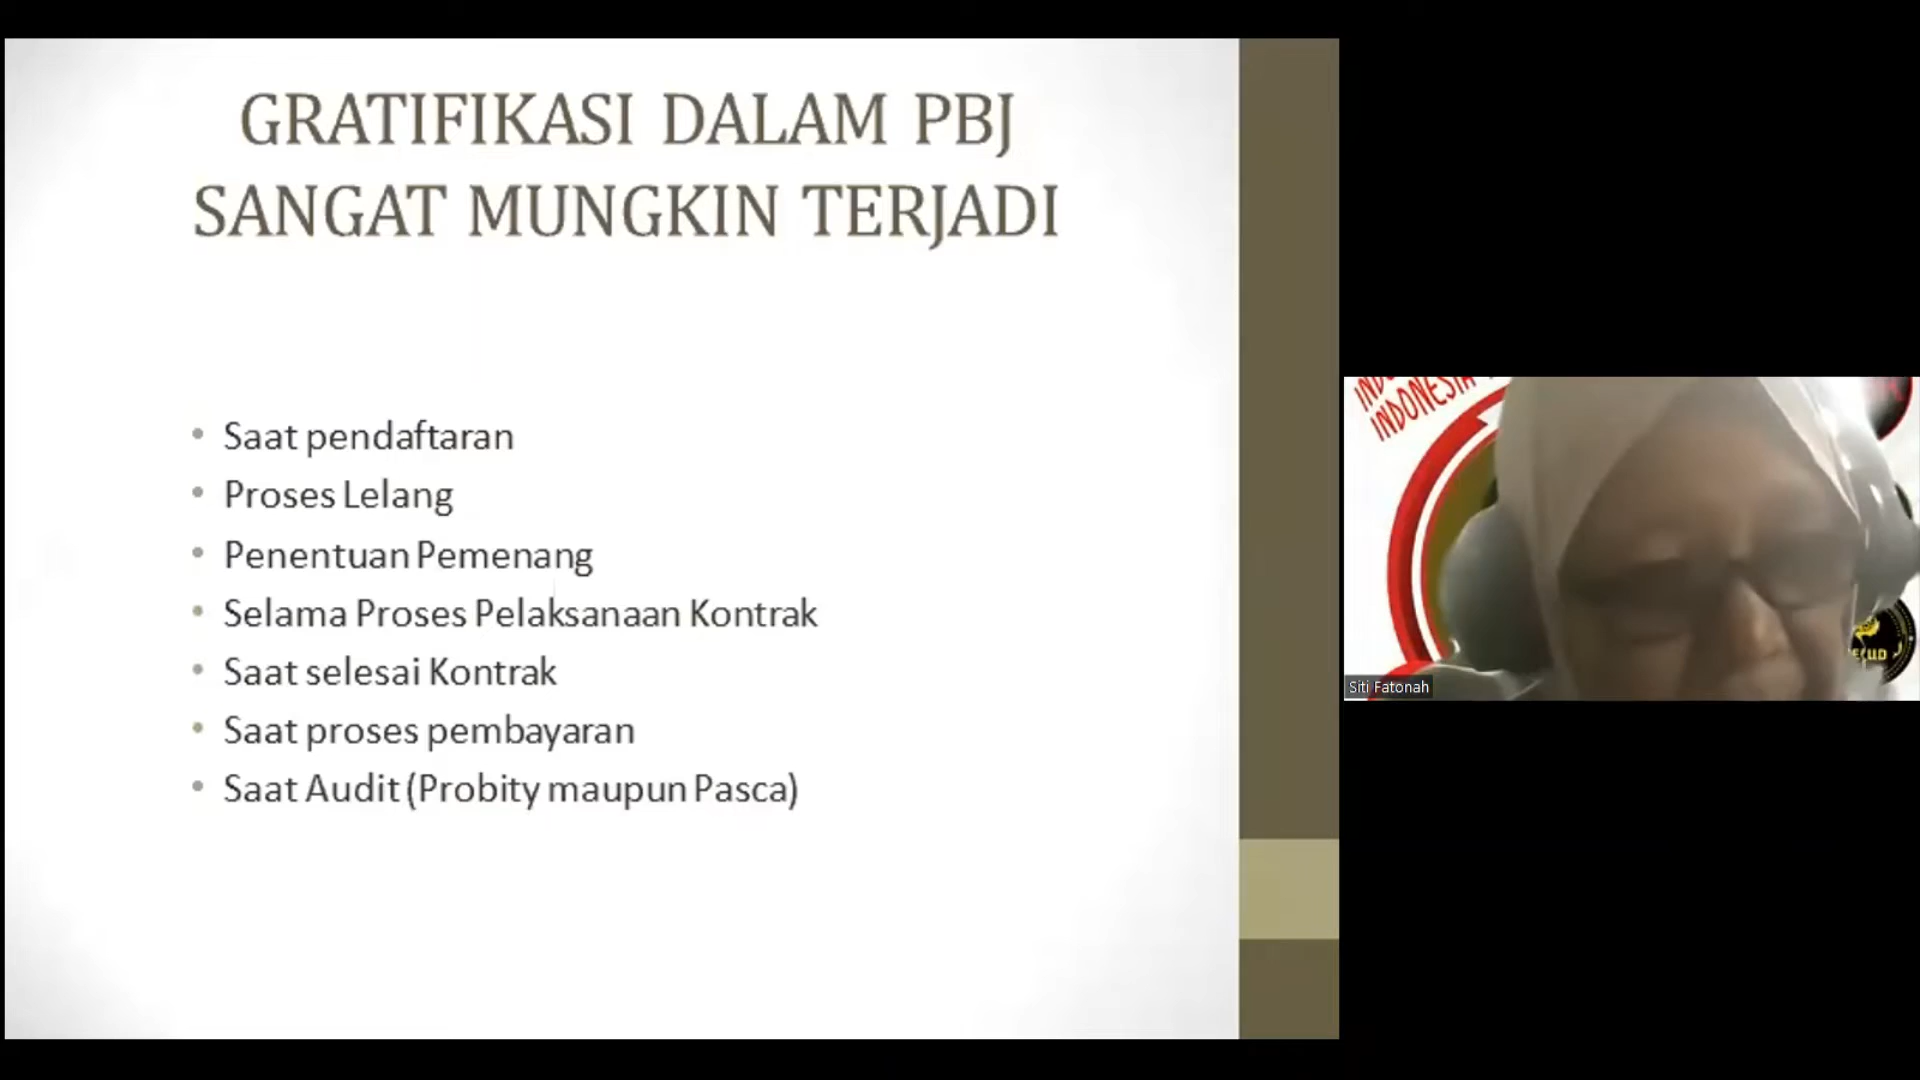 GRATIFIKASI DALAM PBJ
SANGAT MUNGKIN TERJADI
• Saat pendaftaran
• Proses Lelang
• Penentuan Pemenang
• Selama Proses Pelaksanaan Kontrak
• Saat selesai Kontrak
• Saat proses pembayaran
• Saat Audit (Probity maupun Pasca)
INDONESIA
Siti Fatonah